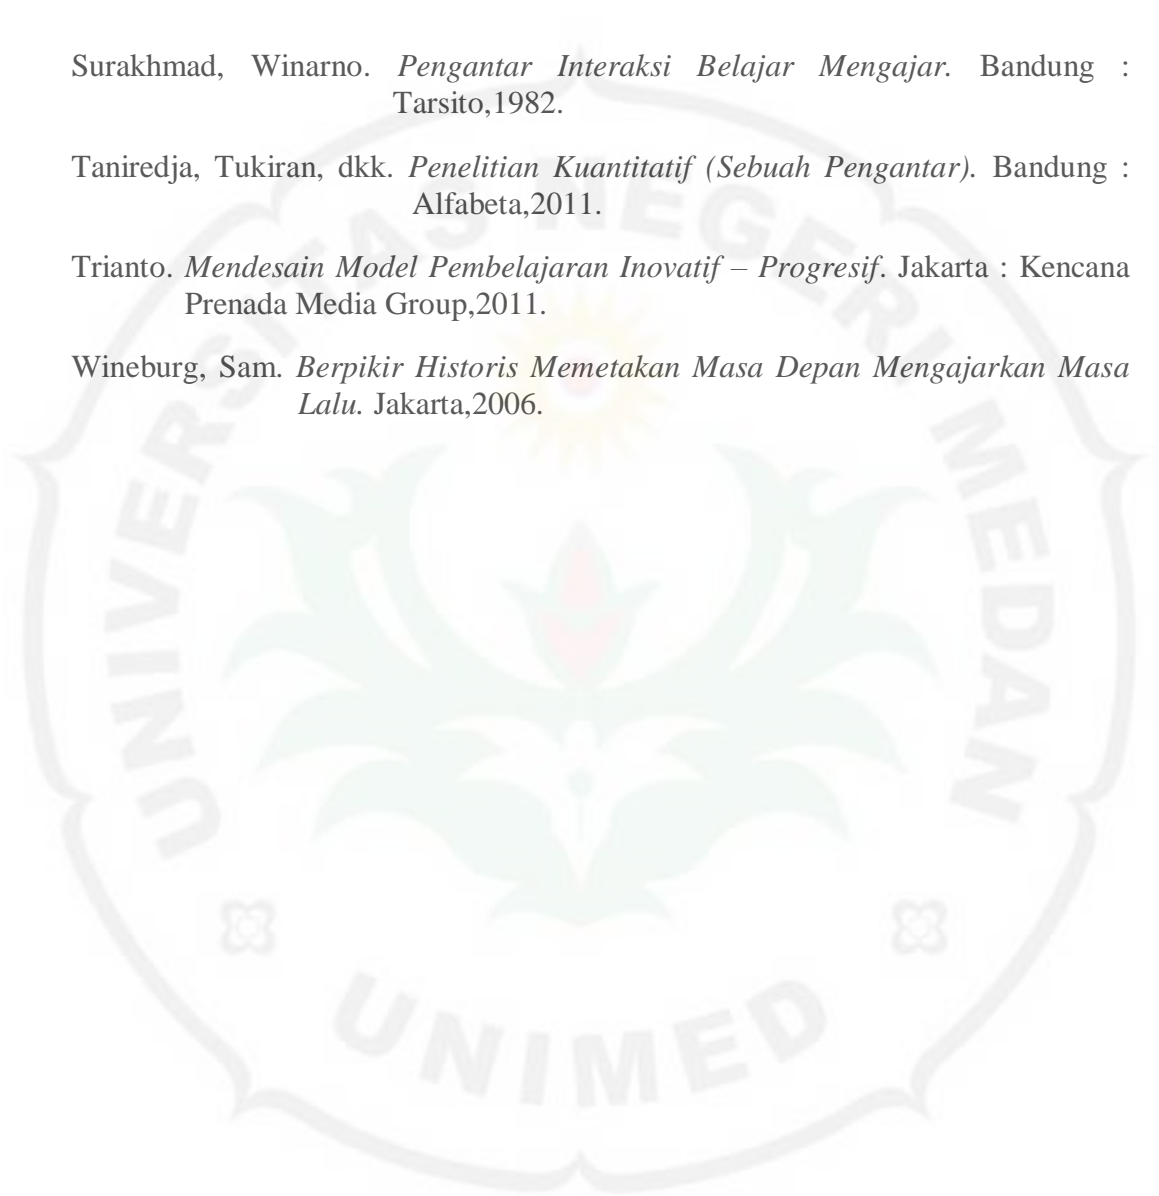 Surakhmad, Winarno. Pengantar Interaksi Belajar Mengajar. Bandung :
Tarsito,1982.
Taniredja, Tukiran, dkk. Penelitian Kuantitatif (Sebuah Pengantar). Bandung :
Alfabeta,2011.
Trianto. Mendesain Model Pembelajaran Inovatif – Progresif. Jakarta : Kencana
Prenada Media Group,2011.
Wineburg, Sam. Berpikir Historis Memetakan Masa Depan Mengajarkan Masa
Lalu. Jakarta,2006.
UNIVERSITAS NEGERI MEDAN
UNIMED